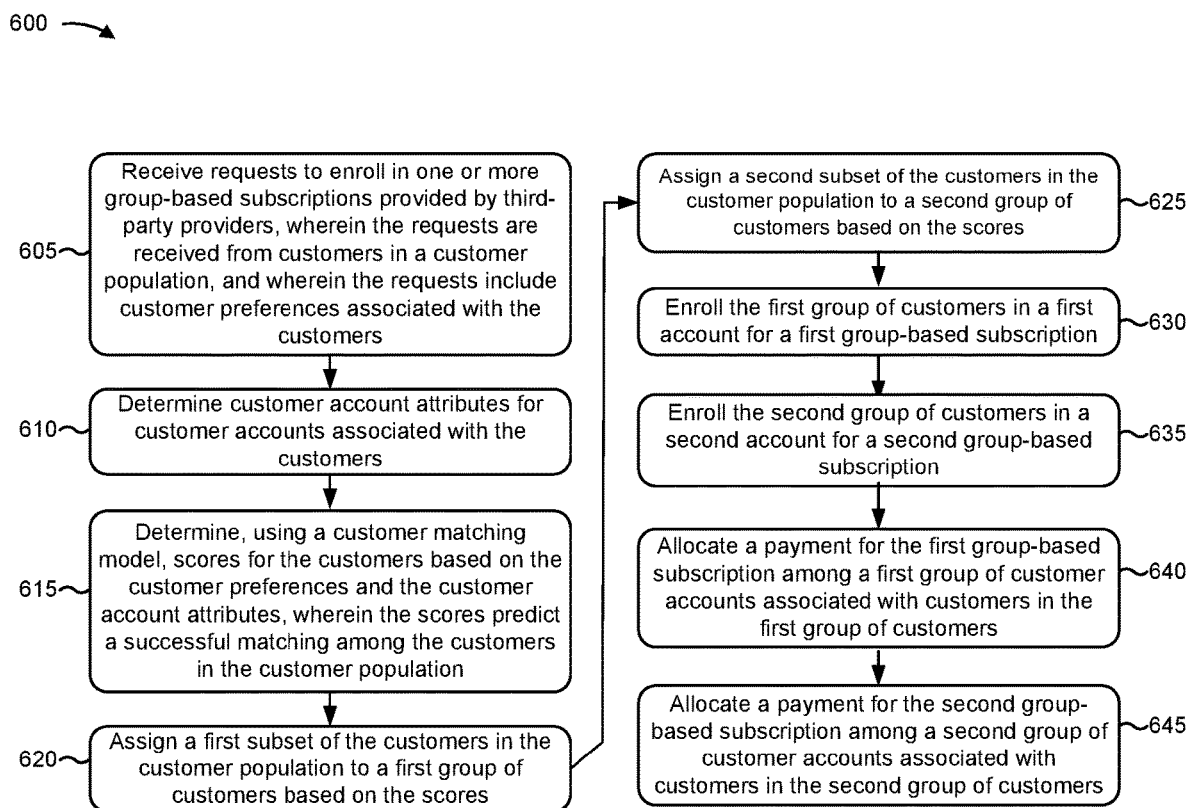 600
605
Receive requests to enroll in one or more
group-based subscriptions provided by third-
party providers, wherein the requests are
received from customers in a customer
population, and wherein the requests include
customer preferences associated with the
customers
610
Determine customer account attributes for
customer accounts associated with the
customers
615
Determine, using a customer matching
model, scores for the customers based on the
customer preferences and the customer
account attributes, wherein the scores predict
a successful matching among the customers
in the customer population
620
Assign a first subset of the customers in the
customer population to a first group of
customers based on the scores
Assign a second subset of the customers in the
customer population to a second group of
customers based on the scores
625
Enroll the first group of customers in a first
account for a first group-based subscription
630
Enroll the second group of customers in a
second account for a second group-based
subscription
635
Allocate a payment for the first group-based
subscription among a first group of customer
accounts associated with customers in the
first group of customers
640
Allocate a payment for the second group-
based subscription among a second group of
customer accounts associated with
customers in the second group of customers
645